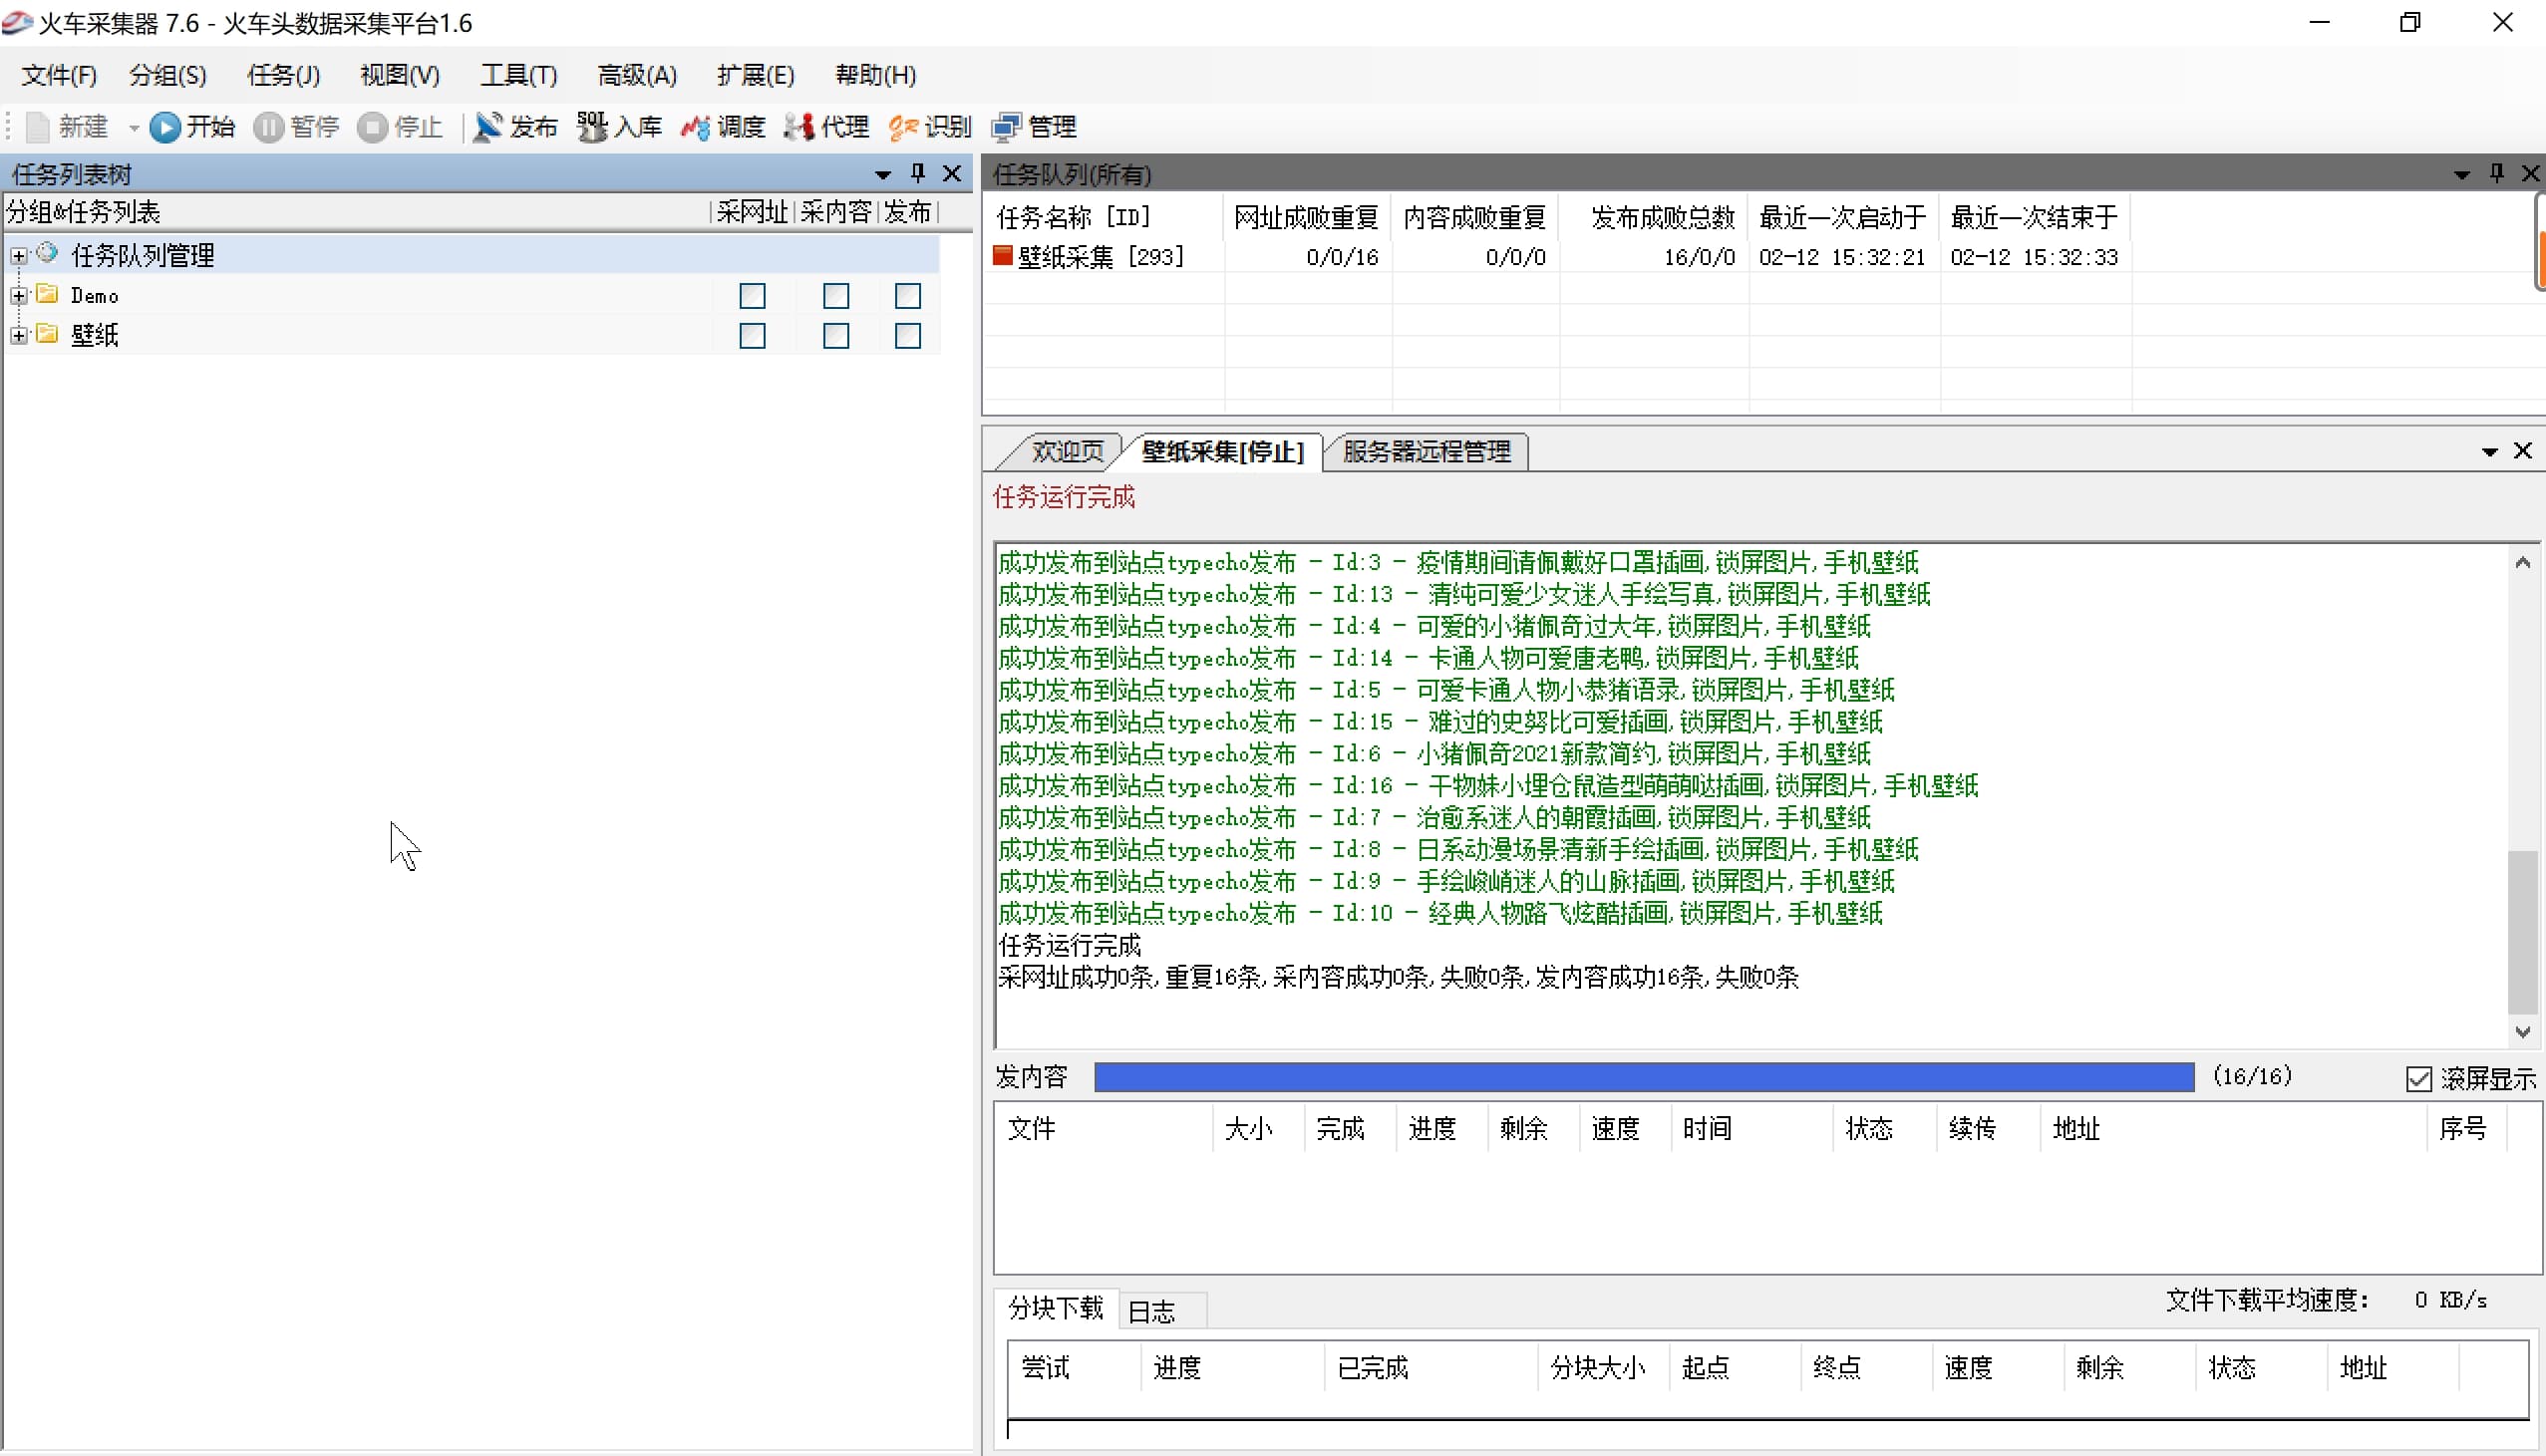 火车采集器 7.6 - 火车头数据采集平台1.6
文件(F) 分组(S) 任务(J) 视图(V) 工具(T) 高级(A) 扩展(E) 帮助(H)
新建 开始 暂停 停止 发布 SQL 入库 调度 代理 识别 管理
任务列表树
分组&任务列表 采网址 采内容 发布
任务队列管理
Demo
壁纸
任务队列(所有)
任务名称 [ID] 网址成败重复 内容成败重复 发布成败总数 最近一次启动于 最近一次结束于
壁纸采集 [293] 0/0/16 0/0/0 16/0/0 02-12 15:32:21 02-12 15:32:33
欢迎页 壁纸采集[停止] 服务器远程管理
任务运行完成
成功发布到站点typecho发布 - Id:3 - 疫情期间请佩戴好口罩插画,锁屏图片,手机壁纸
成功发布到站点typecho发布 - Id:13 - 清纯可爱少女迷人手绘写真,锁屏图片,手机壁纸
成功发布到站点typecho发布 - Id:4 - 可爱的小猪佩奇过大年,锁屏图片,手机壁纸
成功发布到站点typecho发布 - Id:14 - 卡通人物可爱唐老鸭,锁屏图片,手机壁纸
成功发布到站点typecho发布 - Id:5 - 可爱卡通人物小恭猪语录,锁屏图片,手机壁纸
成功发布到站点typecho发布 - Id:15 - 难过的史努比可爱插画,锁屏图片,手机壁纸
成功发布到站点typecho发布 - Id:6 - 小猪佩奇2021新款简约,锁屏图片,手机壁纸
成功发布到站点typecho发布 - Id:16 - 干物妹小埋仓鼠造型萌萌哒插画,锁屏图片,手机壁纸
成功发布到站点typecho发布 - Id:7 - 治愈系迷人的朝霞插画,锁屏图片,手机壁纸
成功发布到站点typecho发布 - Id:8 - 日系动漫场景清新手绘插画,锁屏图片,手机壁纸
成功发布到站点typecho发布 - Id:9 - 手绘峻峭迷人的山脉插画,锁屏图片,手机壁纸
成功发布到站点typecho发布 - Id:10 - 经典人物路飞炫酷插画,锁屏图片,手机壁纸
任务运行完成
采网址成功0条,重复16条,采内容成功0条,失败0条,发内容成功16条,失败0条
发内容 (16/16) 滚屏显示
文件 大小 完成 进度 剩余 速度 时间 状态 续传 地址 序号
分块下载 日志 文件下载平均速度: 0 KB/s
尝试 进度 已完成 分块大小 起点 终点 速度 剩余 状态 地址